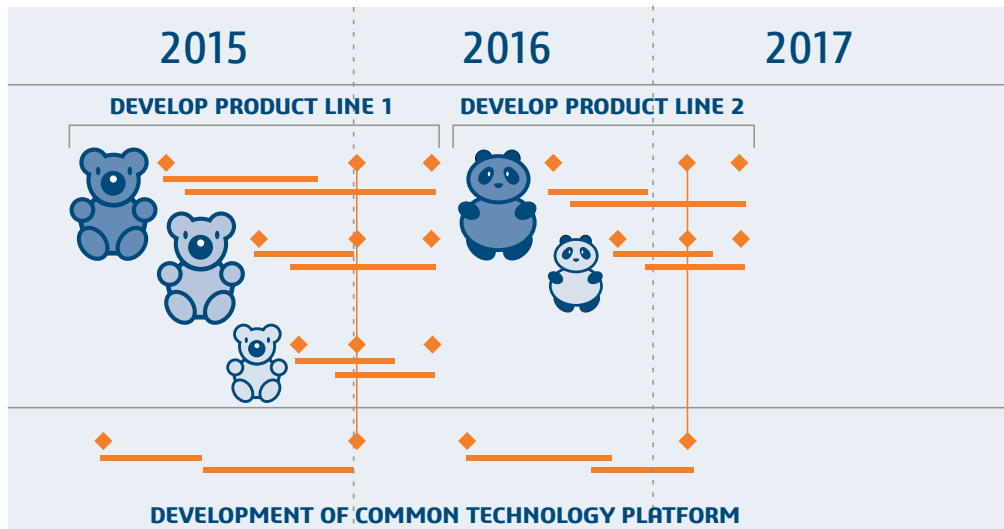 2015 2016 2017
DEVELOP PRODUCT LINE 1 DEVELOP PRODUCT LINE 2
DEVELOPMENT OF COMMON TECHNOLOGY PLATFORM